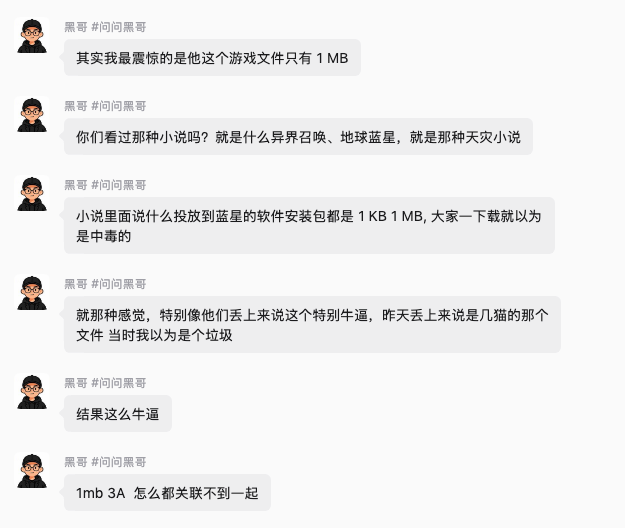 黑哥 #问问黑哥
其实我最震惊的是他这个游戏文件只有 1 MB
黑哥 #问问黑哥
你们看过那种小说吗？就是什么异界召唤、地球蓝星，就是那种天灾小说
黑哥 #问问黑哥
小说里面说什么投放到蓝星的软件安装包都是 1 KB 1 MB, 大家一下载就以为
是中毒的
黑哥 #问问黑哥
就那种感觉，特别像他们丢上来说这个特别牛逼，昨天丢上来说是几猫的那个
文件 当时我以为是个垃圾
黑哥 #问问黑哥
结果这么牛逼
黑哥 #问问黑哥
1mb 3A  怎么都关联不到一起